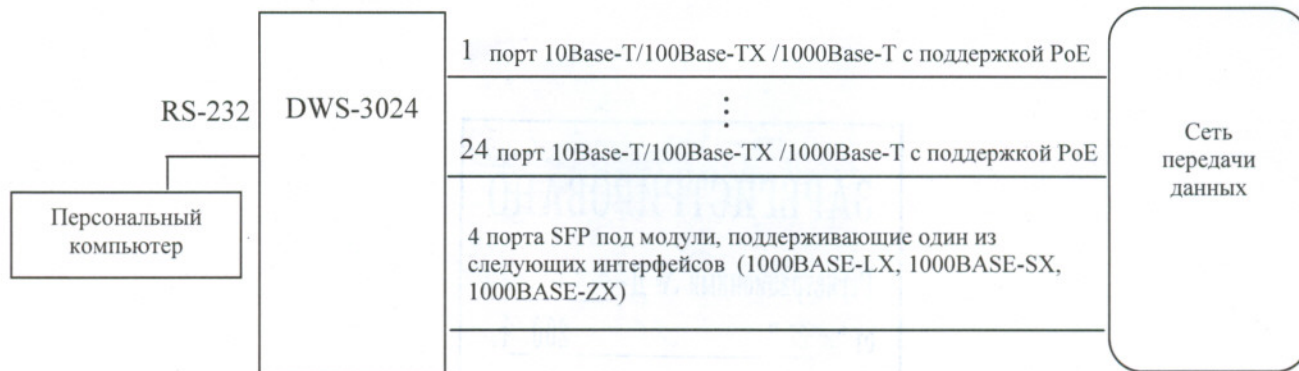 1 порт 10Base-T/100Base-TX /1000Base-T с поддержкой PoE
RS-232
DWS-3024
24 порт 10Base-T/100Base-TX /1000Base-T с поддержкой PoE
Сеть
передачи
данных
Персональный
компьютер
4 порта SFP под модули, поддерживающие один из
следующих интерфейсов (1000BASE-LX, 1000BASE-SX,
1000BASE-ZX)